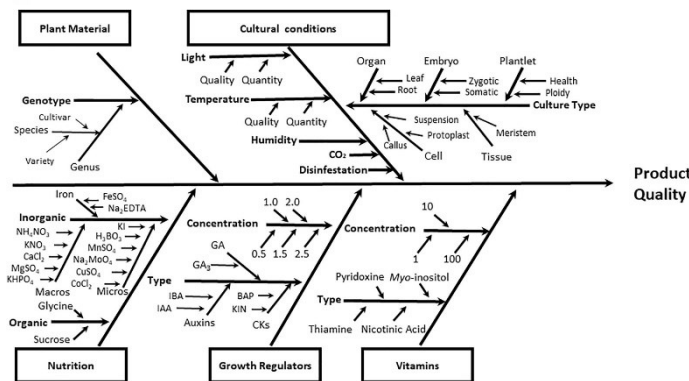 Plant Material
Cultural conditions
Light
Quality Quantity
Temperature
Quality Quantity
Humidity
CO₂
Disinfestation
Organ Embryo Plantlet
Leaf Zygotic Health
Root Somatic Ploidy
Culture Type
Suspension
Protoplast
Callus
Cell
Meristem
Tissue
Genotype
Cultivar
Species
Variety
Genus
Product
Quality
Iron
FeSO₄
Na₂EDTA
Inorganic
NH₄NO₃
KNO₃
CaCl₂
MgSO₄
KHPO₄
Macros
KI
H₃BO₃
MnSO₄
Na₂MoO₄
CuSO₄
CoCl₂
Micros
Glycine
Organic
Sucrose
Nutrition
Concentration
1.0 2.0
0.5 1.5 2.5
GA
GA₃
Type
IBA
IAA
Auxins
BAP
KIN
CKs
Growth Regulators
Concentration
10
1 100
Pyridoxine Myo-inositol
Type
Thiamine Nicotinic Acid
Vitamins